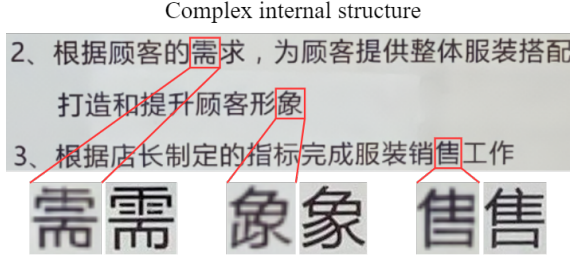 Complex internal structure
2、根据顾客的需求，为顾客提供整体服装搭配
打造和提升顾客形象
3、根据店长制定的指标完成服装销售工作
需 需 象 象 售 售